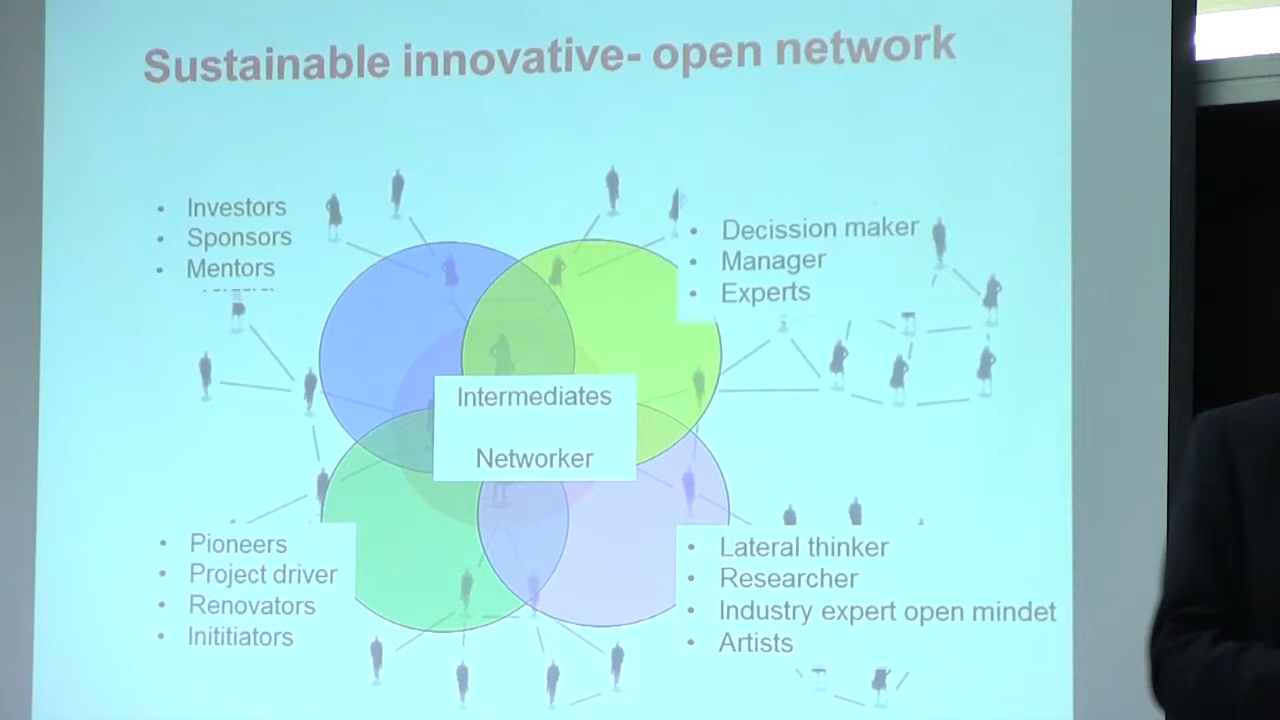 Sustainable innovative- open network
• Investors
• Sponsors
• Mentors
• Decission maker
• Manager
• Experts
Intermediates
Networker
• Pioneers
• Project driver
• Renovators
• Inititiators
• Lateral thinker
• Researcher
• Industry expert open mindet
• Artists